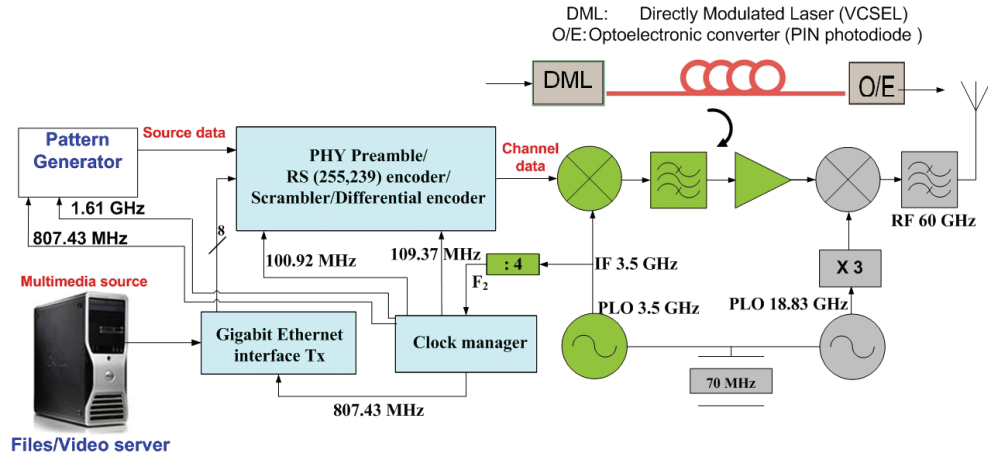 DML: Directly Modulated Laser (VCSEL)
O/E: Optoelectronic converter (PIN photodiode )
DML
O/E
Pattern
Generator
Source data
PHY Preamble/
RS (255,239) encoder/
Scrambler/Differential encoder
Channel
data
RF 60 GHz
1.61 GHz
807.43 MHz
8
100.92 MHz
109.37 MHz
: 4
F2
IF 3.5 GHz
X 3
Multimedia source
PLO 3.5 GHz
PLO 18.83 GHz
Gigabit Ethernet
interface Tx
Clock manager
70 MHz
807.43 MHz
Files/Video server